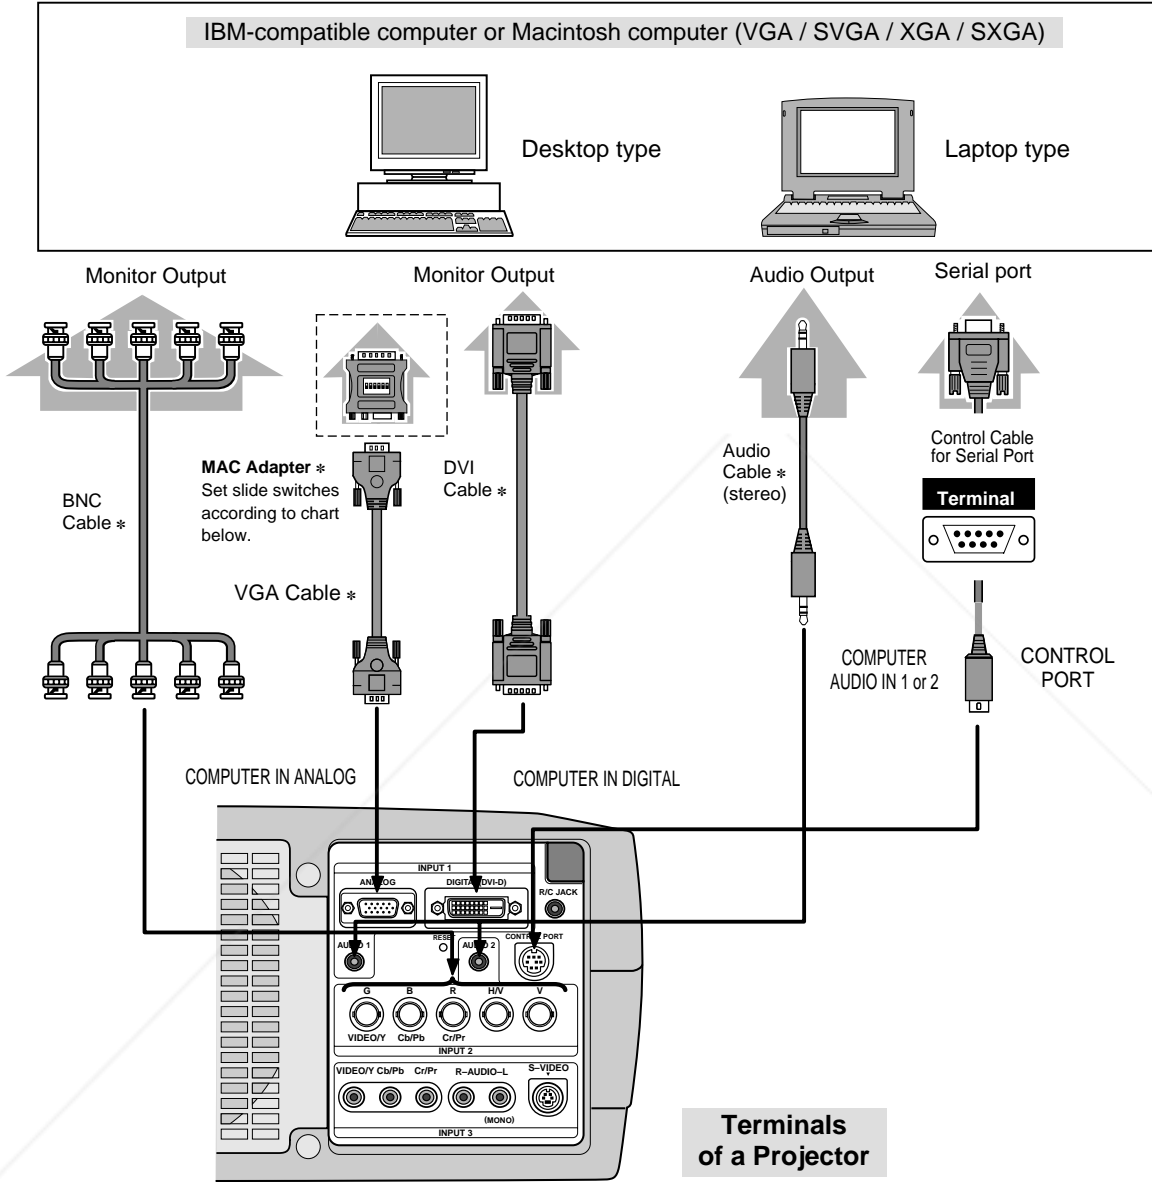 IBM-compatible computer or Macintosh computer (VGA / SVGA / XGA / SXGA)
Desktop type
Laptop type
Monitor Output
Monitor Output
Audio Output
Serial port
BNC
Cable *
MAC Adapter *
Set slide switches
according to chart
below.
VGA Cable *
DVI
Cable *
Audio
Cable *
(stereo)
Control Cable
for Serial Port
Terminal
COMPUTER
AUDIO IN 1 or 2
CONTROL
PORT
COMPUTER IN ANALOG
COMPUTER IN DIGITAL
INPUT 1
ANALOG
DIGITAL (DVI-D)
R/C JACK
AUDIO 1
RESET
AUDIO 2
CONTROL PORT
G B R H/V V
VIDEO/Y Cb/Pb Cr/Pr
INPUT 2
VIDEO/Y Cb/Pb Cr/Pr R–AUDIO–L S–VIDEO
(MONO)
INPUT 3
Terminals
of a Projector